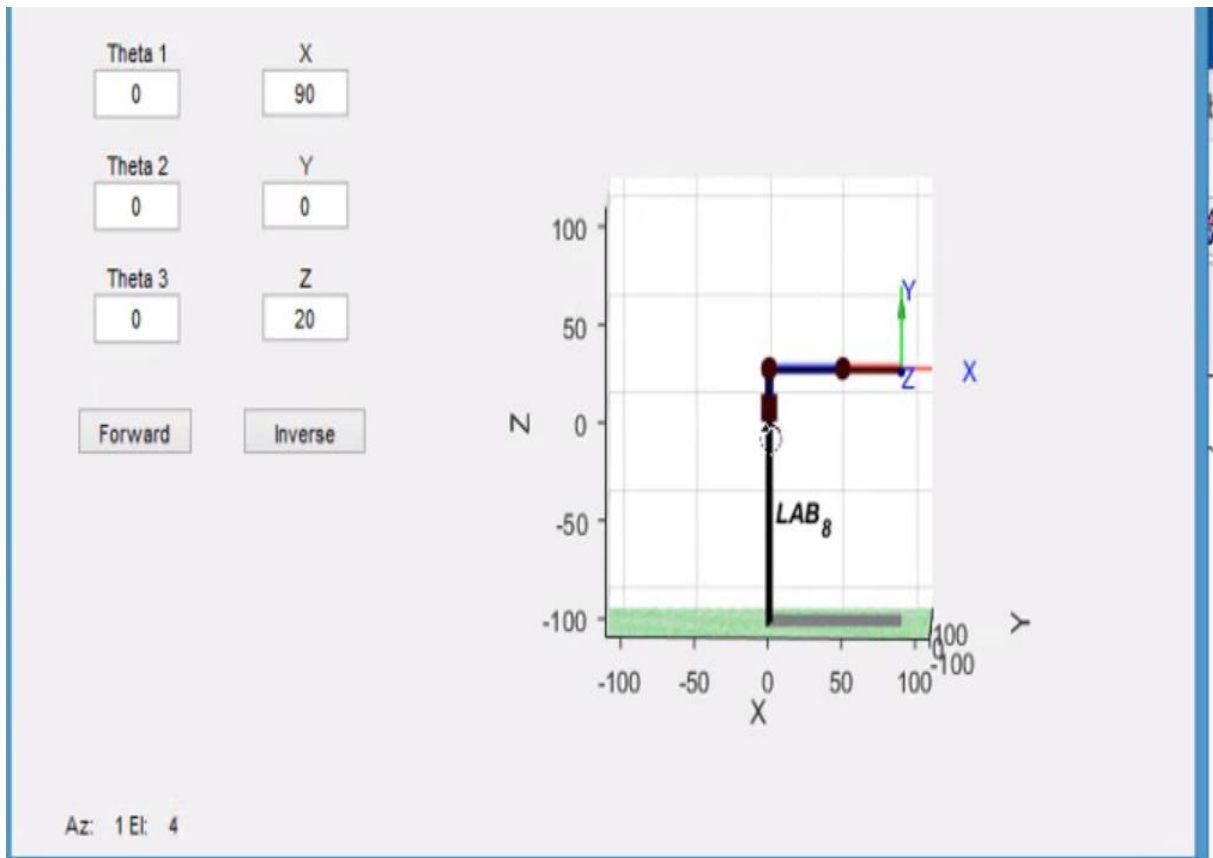 Theta 1 X
0 90
Theta 2 Y
0 0
Theta 3 Z
0 20
Forward Inverse
100
50
0
-50
-100
Z
Y
X
Z
LAB8
-100 -50 0 50 100
X
100
0
-100
Y
Az: 1 El: 4